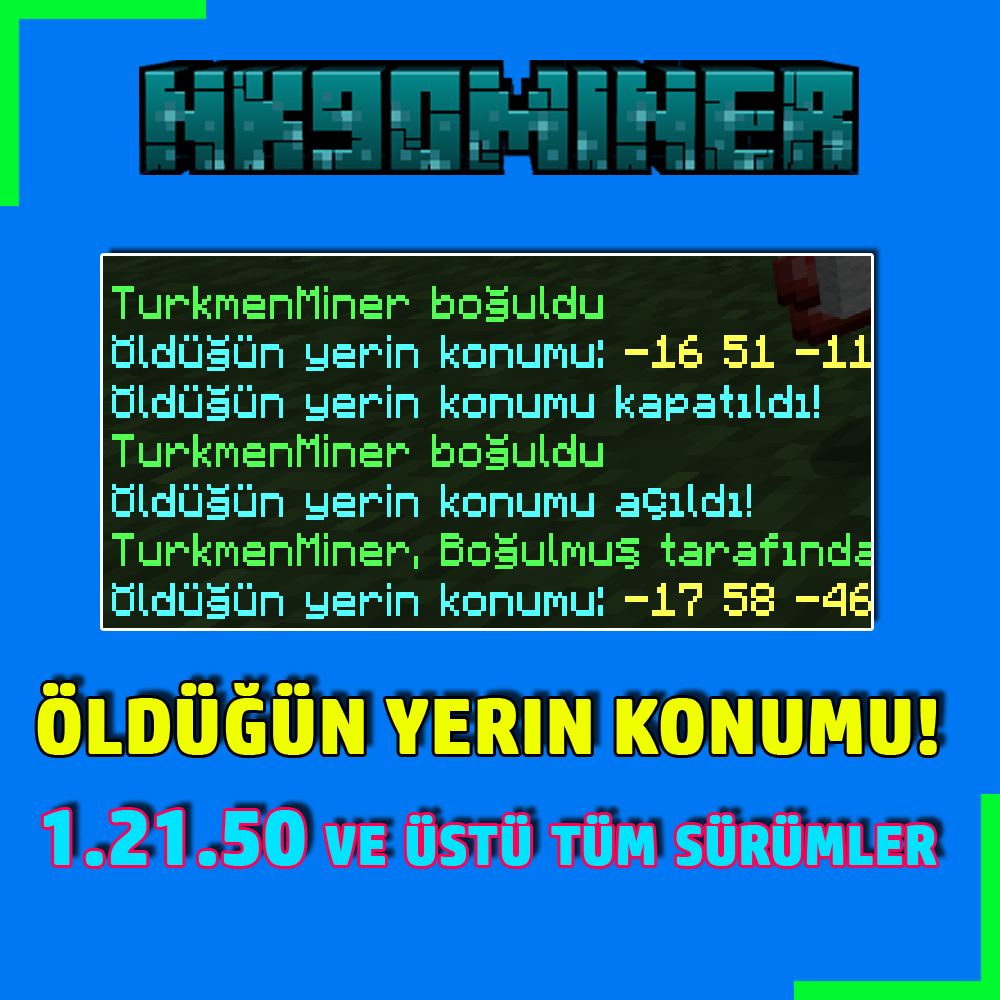 NK90MINER
TurkmenMiner boğuldu
Öldüğün yerin konumu: -16 51 -11
Öldüğün yerin konumu kapatıldı!
TurkmenMiner boğuldu
Öldüğün yerin konumu açıldı!
TurkmenMiner, Boğulmuş tarafında
Öldüğün yerin konumu: -17 58 -46
ÖLDÜĞÜN YERIN KONUMU!
1.21.50 VE ÜSTÜ TÜM SÜRÜMLER